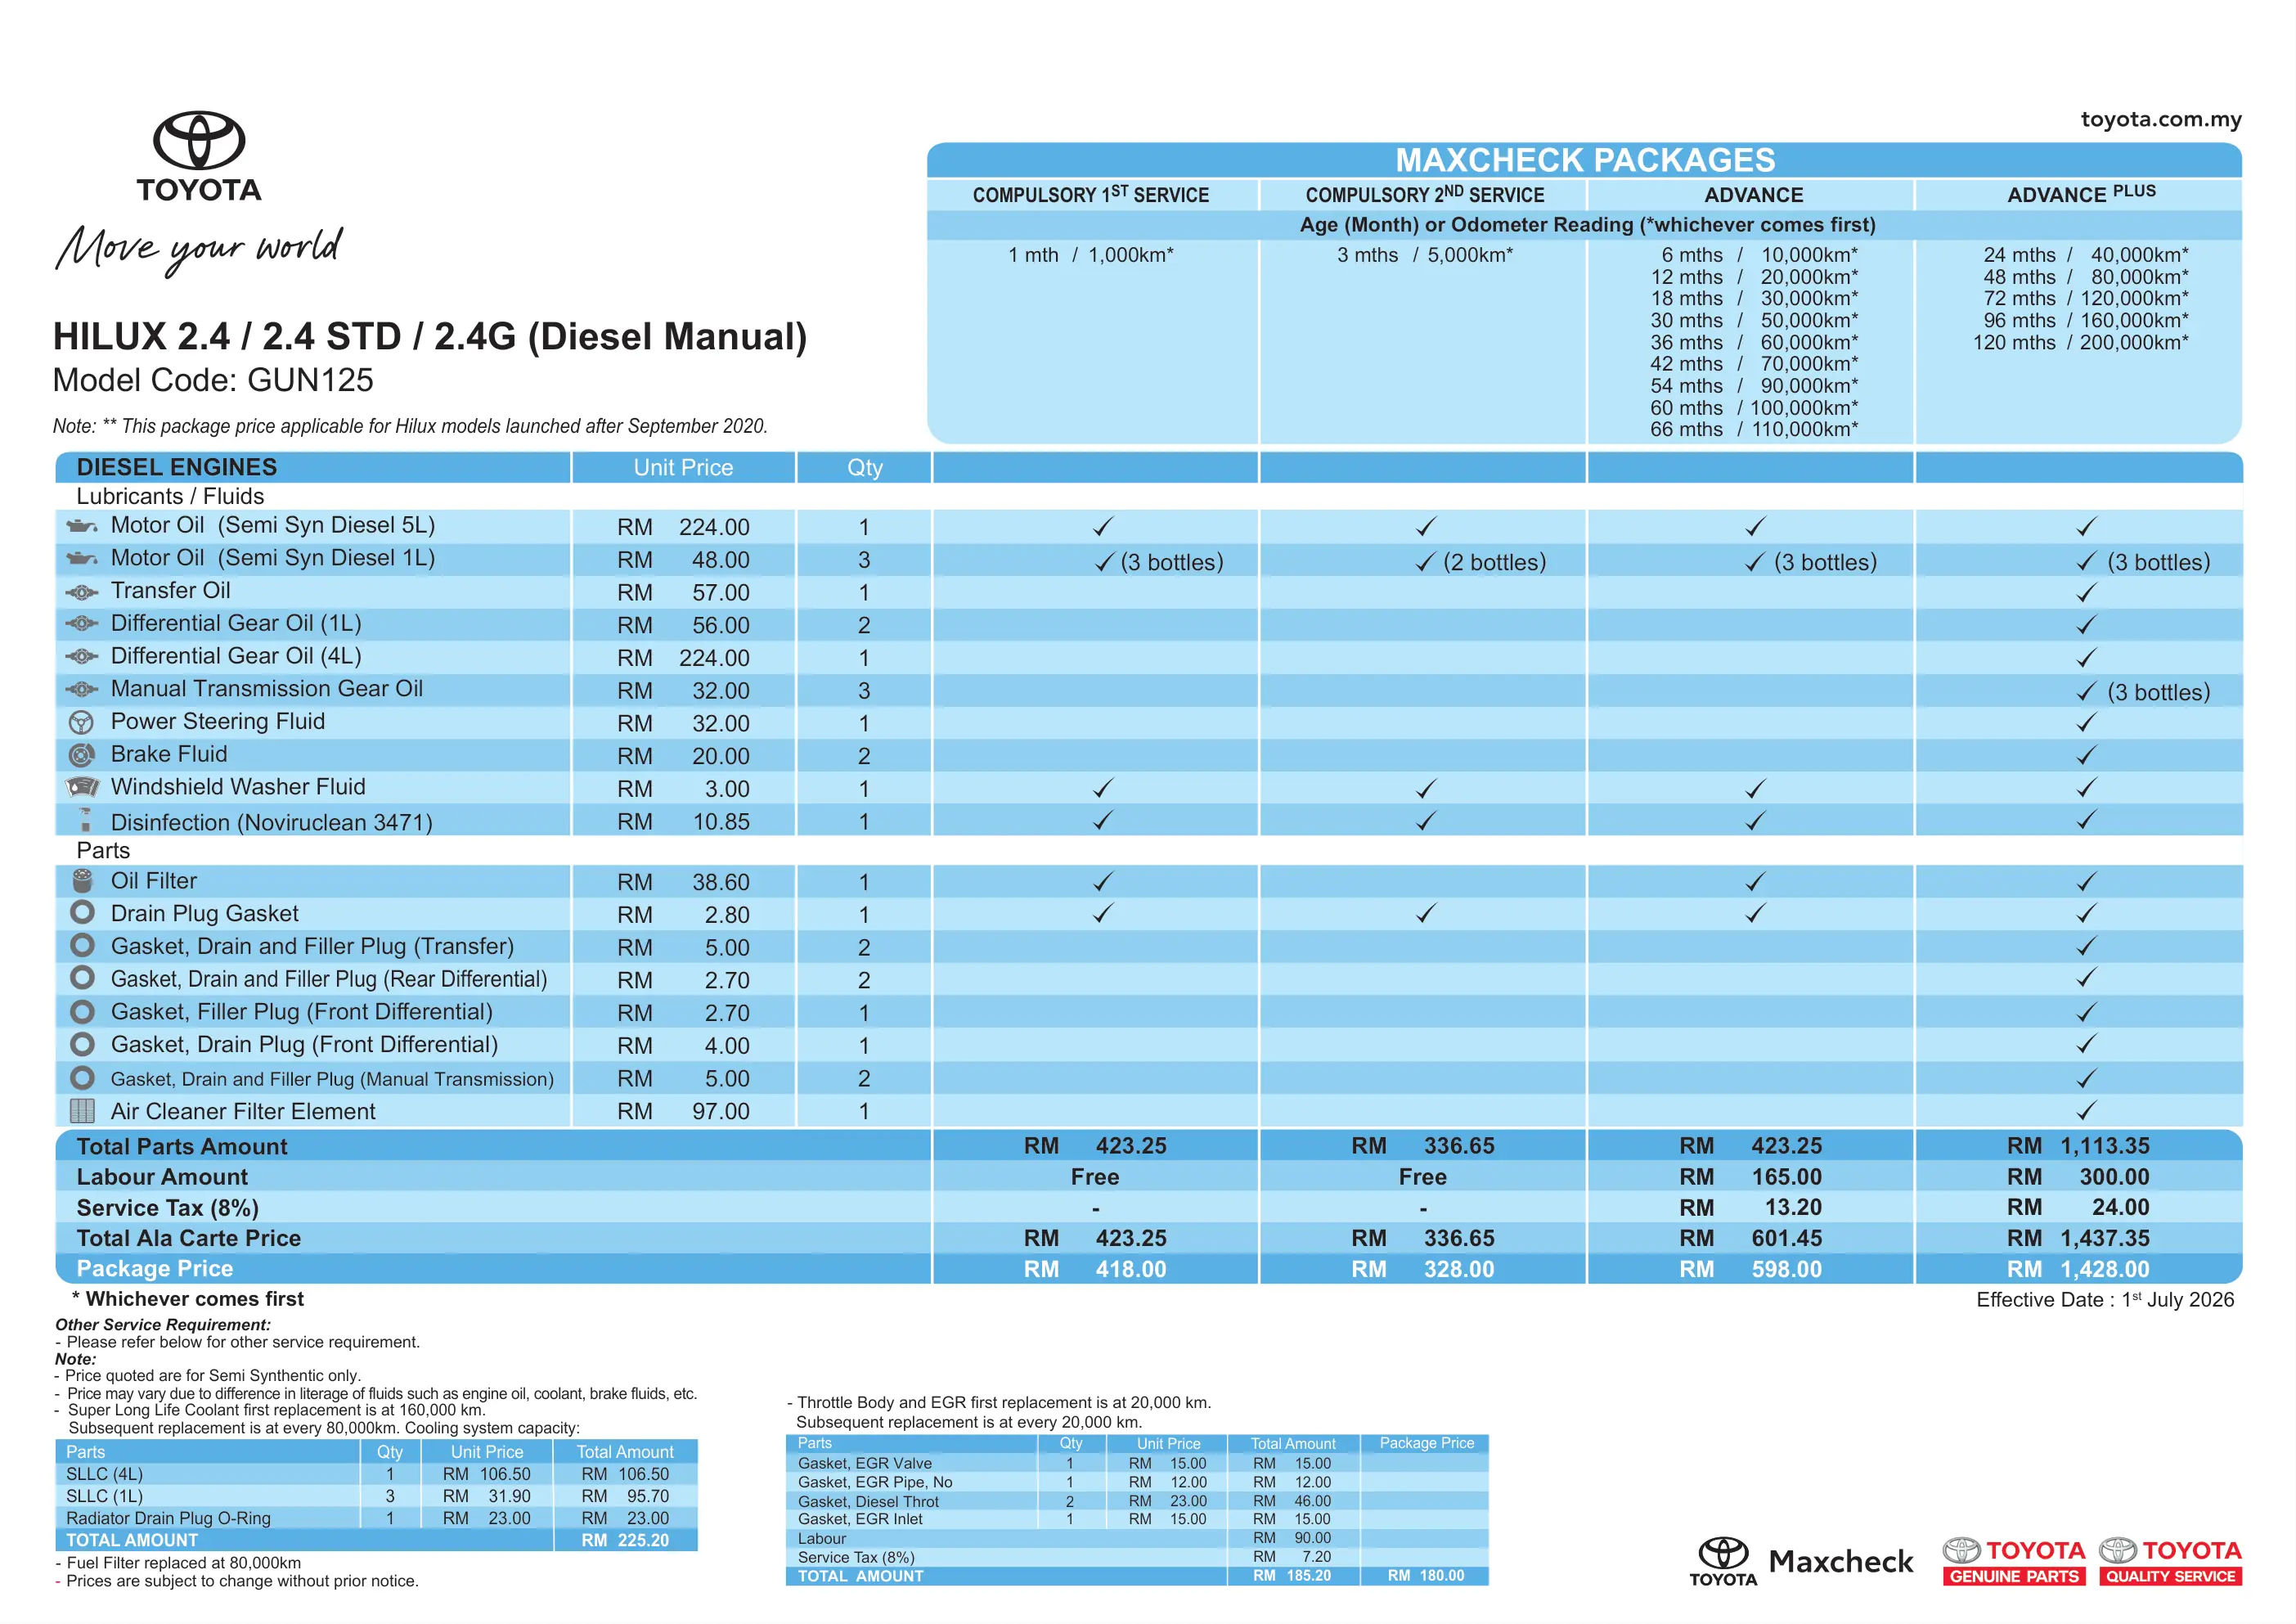 toyota.com.my
TOYOTA
Move your world
HILUX 2.4 / 2.4 STD / 2.4G (Diesel Manual)
Model Code: GUN125
Note: ** This package price applicable for Hilux models launched after September 2020.
MAXCHECK PACKAGES
COMPULSORY 1ST SERVICE COMPULSORY 2ND SERVICE ADVANCE ADVANCE PLUS
Age (Month) or Odometer Reading (*whichever comes first)
1 mth / 1,000km* 3 mths / 5,000km* 6 mths / 10,000km* 24 mths / 40,000km*
12 mths / 20,000km* 48 mths / 80,000km*
18 mths / 30,000km* 72 mths / 120,000km*
30 mths / 50,000km* 96 mths / 160,000km*
36 mths / 60,000km* 120 mths / 200,000km*
42 mths / 70,000km*
54 mths / 90,000km*
60 mths / 100,000km*
66 mths / 110,000km*
DIESEL ENGINES Unit Price Qty
Lubricants / Fluids
Motor Oil (Semi Syn Diesel 5L) RM 224.00 1 ✓ ✓ ✓ ✓
Motor Oil (Semi Syn Diesel 1L) RM 48.00 3 ✓ (3 bottles) ✓ (2 bottles) ✓ (3 bottles) ✓ (3 bottles)
Transfer Oil RM 57.00 1 ✓
Differential Gear Oil (1L) RM 56.00 2 ✓
Differential Gear Oil (4L) RM 224.00 1 ✓
Manual Transmission Gear Oil RM 32.00 3 ✓ (3 bottles)
Power Steering Fluid RM 32.00 1 ✓
Brake Fluid RM 20.00 2 ✓
Windshield Washer Fluid RM 3.00 1 ✓ ✓ ✓ ✓
Disinfection (Noviruclean 3471) RM 10.85 1 ✓ ✓ ✓ ✓
Parts
Oil Filter RM 38.60 1 ✓ ✓ ✓
Drain Plug Gasket RM 2.80 1 ✓ ✓ ✓ ✓
Gasket, Drain and Filler Plug (Transfer) RM 5.00 2 ✓
Gasket, Drain and Filler Plug (Rear Differential) RM 2.70 2 ✓
Gasket, Filler Plug (Front Differential) RM 2.70 1 ✓
Gasket, Drain Plug (Front Differential) RM 4.00 1 ✓
Gasket, Drain and Filler Plug (Manual Transmission) RM 5.00 2 ✓
Air Cleaner Filter Element RM 97.00 1 ✓
Total Parts Amount RM 423.25 RM 336.65 RM 423.25 RM 1,113.35
Labour Amount Free Free RM 165.00 RM 300.00
Service Tax (8%) - - RM 13.20 RM 24.00
Total Ala Carte Price RM 423.25 RM 336.65 RM 601.45 RM 1,437.35
Package Price RM 418.00 RM 328.00 RM 598.00 RM 1,428.00
* Whichever comes first
Effective Date : 1st July 2026
Other Service Requirement:
- Please refer below for other service requirement.
Note:
- Price quoted are for Semi Synthentic only.
- Price may vary due to difference in literage of fluids such as engine oil, coolant, brake fluids, etc.
- Super Long Life Coolant first replacement is at 160,000 km.
Subsequent replacement is at every 80,000km. Cooling system capacity:
Parts Qty Unit Price Total Amount
SLLC (4L) 1 RM 106.50 RM 106.50
SLLC (1L) 3 RM 31.90 RM 95.70
Radiator Drain Plug O-Ring 1 RM 23.00 RM 23.00
TOTAL AMOUNT RM 225.20
- Fuel Filter replaced at 80,000km
- Prices are subject to change without prior notice.
- Throttle Body and EGR first replacement is at 20,000 km.
Subsequent replacement is at every 20,000 km.
Parts Qty Unit Price Total Amount Package Price
Gasket, EGR Valve 1 RM 15.00 RM 15.00
Gasket, EGR Pipe, No 1 RM 12.00 RM 12.00
Gasket, Diesel Throt 2 RM 23.00 RM 46.00
Gasket, EGR Inlet 1 RM 15.00 RM 15.00
Labour RM 90.00
Service Tax (8%) RM 7.20
TOTAL AMOUNT RM 185.20 RM 180.00
TOYOTA Maxcheck
TOYOTA GENUINE PARTS
TOYOTA QUALITY SERVICE